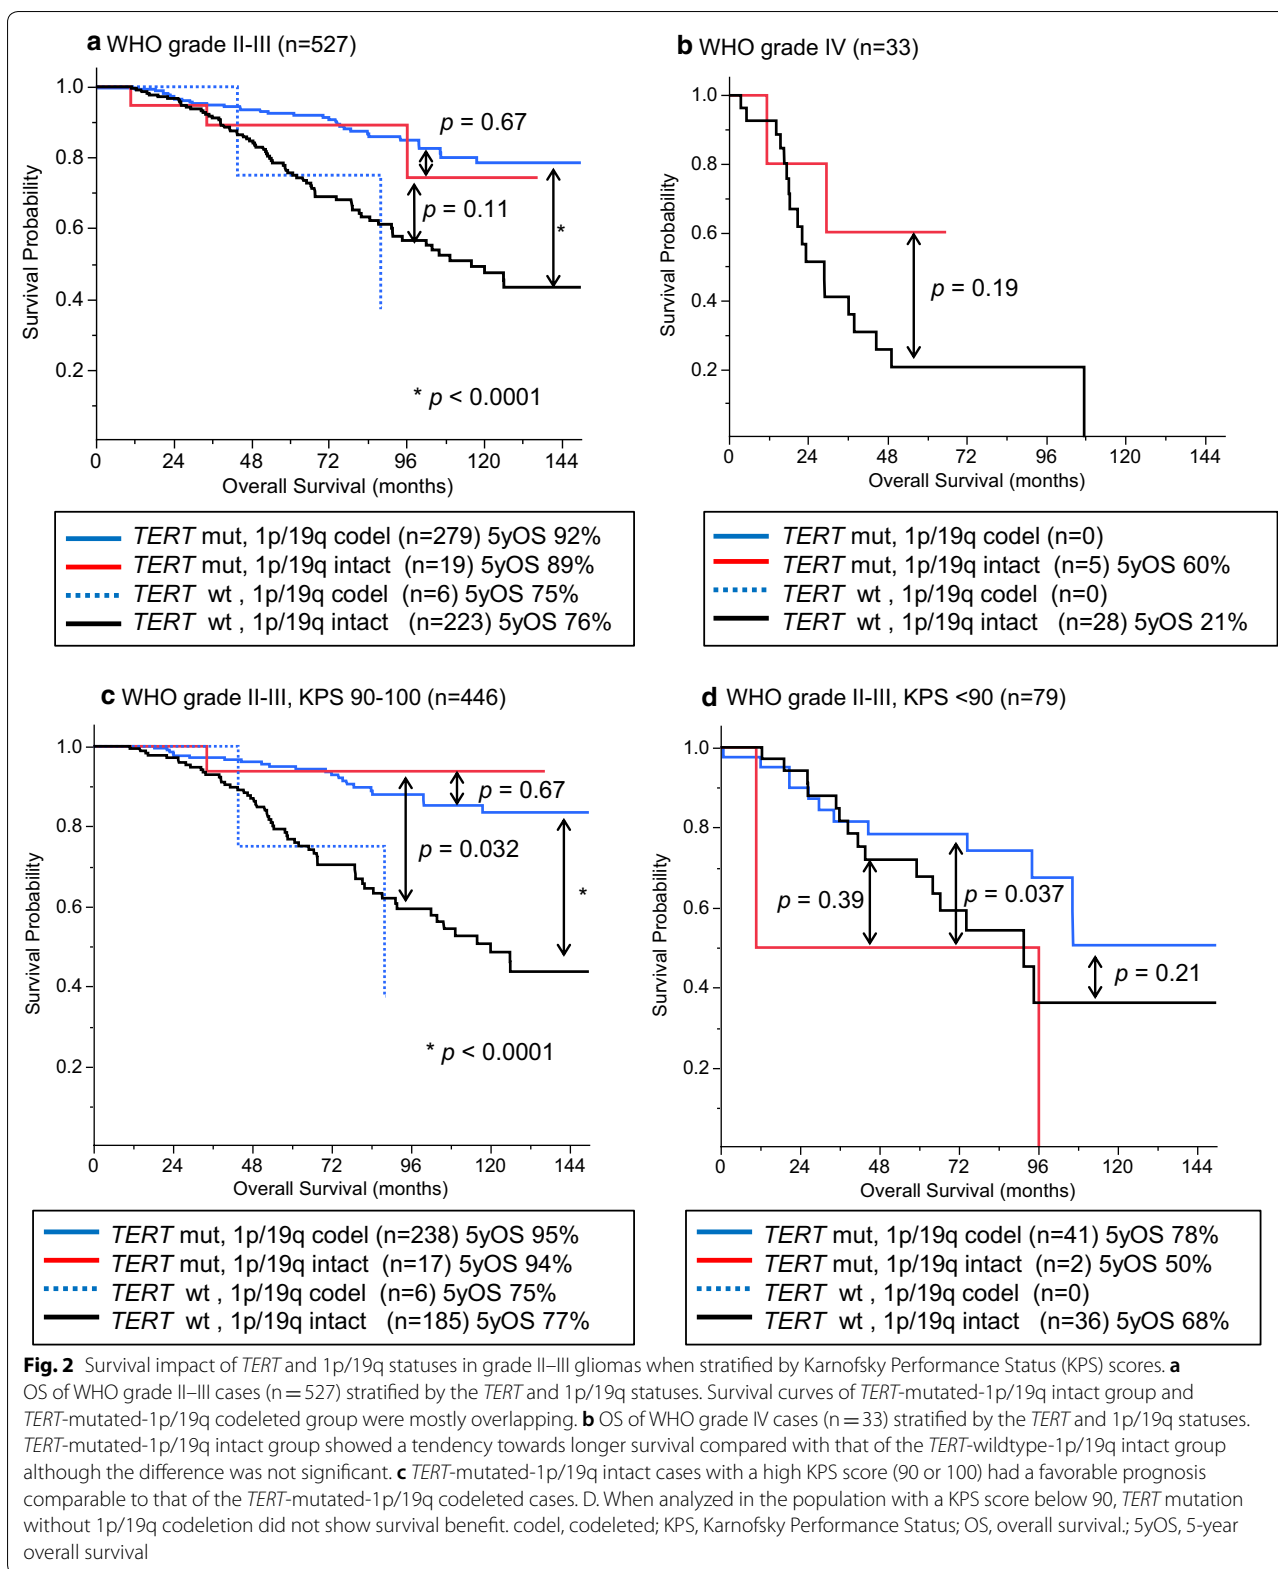 a WHO grade II-III (n=527)
1.0
0.8
0.6
0.4
0.2
Survival Probability
p = 0.67
p = 0.11
*
* p < 0.0001
0 24 48 72 96 120 144
Overall Survival (months)
TERT mut, 1p/19q codel (n=279) 5yOS 92%
TERT mut, 1p/19q intact (n=19) 5yOS 89%
TERT wt , 1p/19q codel (n=6) 5yOS 75%
TERT wt , 1p/19q intact (n=223) 5yOS 76%
b WHO grade IV (n=33)
1.0
0.8
0.6
0.4
0.2
Survival Probability
p = 0.19
0 24 48 72 96 120 144
Overall Survival (months)
TERT mut, 1p/19q codel (n=0)
TERT mut, 1p/19q intact (n=5) 5yOS 60%
TERT wt , 1p/19q codel (n=0)
TERT wt , 1p/19q intact (n=28) 5yOS 21%
c WHO grade II-III, KPS 90-100 (n=446)
1.0
0.8
0.6
0.4
0.2
Survival Probability
p = 0.67
p = 0.032
*
* p < 0.0001
0 24 48 72 96 120 144
Overall Survival (months)
TERT mut, 1p/19q codel (n=238) 5yOS 95%
TERT mut, 1p/19q intact (n=17) 5yOS 94%
TERT wt , 1p/19q codel (n=6) 5yOS 75%
TERT wt , 1p/19q intact (n=185) 5yOS 77%
d WHO grade II-III, KPS <90 (n=79)
1.0
0.8
0.6
0.4
0.2
Survival Probability
p = 0.39
p = 0.037
p = 0.21
0 24 48 72 96 120 144
Overall Survival (months)
TERT mut, 1p/19q codel (n=41) 5yOS 78%
TERT mut, 1p/19q intact (n=2) 5yOS 50%
TERT wt , 1p/19q codel (n=0)
TERT wt , 1p/19q intact (n=36) 5yOS 68%
Fig. 2 Survival impact of TERT and 1p/19q statuses in grade II–III gliomas when stratified by Karnofsky Performance Status (KPS) scores. a
OS of WHO grade II–III cases (n = 527) stratified by the TERT and 1p/19q statuses. Survival curves of TERT-mutated-1p/19q intact group and
TERT-mutated-1p/19q codeleted group were mostly overlapping. b OS of WHO grade IV cases (n = 33) stratified by the TERT and 1p/19q statuses.
TERT-mutated-1p/19q intact group showed a tendency towards longer survival compared with that of the TERT-wildtype-1p/19q intact group
although the difference was not significant. c TERT-mutated-1p/19q intact cases with a high KPS score (90 or 100) had a favorable prognosis
comparable to that of the TERT-mutated-1p/19q codeleted cases. D. When analyzed in the population with a KPS score below 90, TERT mutation
without 1p/19q codeletion did not show survival benefit. codel, codeleted; KPS, Karnofsky Performance Status; OS, overall survival.; 5yOS, 5-year
overall survival